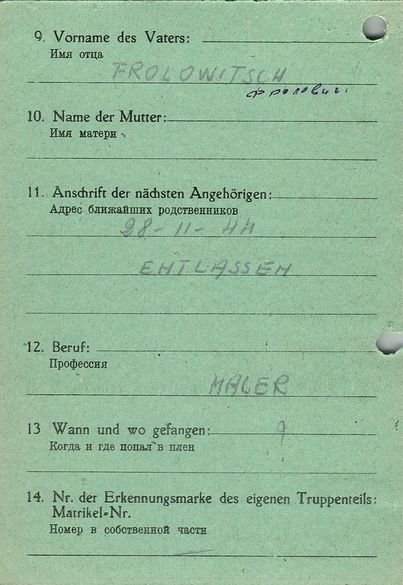 9. Vorname des Vaters:
Имя отца
FROLOWITSCH
Фролович.
10. Name der Mutter:
Имя матери
11. Anschrift der nächsten Angehörigen:
Адрес ближайших родственников
28-11-44
ENTLASSEN
12. Beruf:
Профессия
MALER
13 Wann und wo gefangen:
?
Когда и где попал в плен
14. Nr. der Erkennungsmarke des eigenen Truppenteils:
Matrikel-Nr.
Номер в собственной части